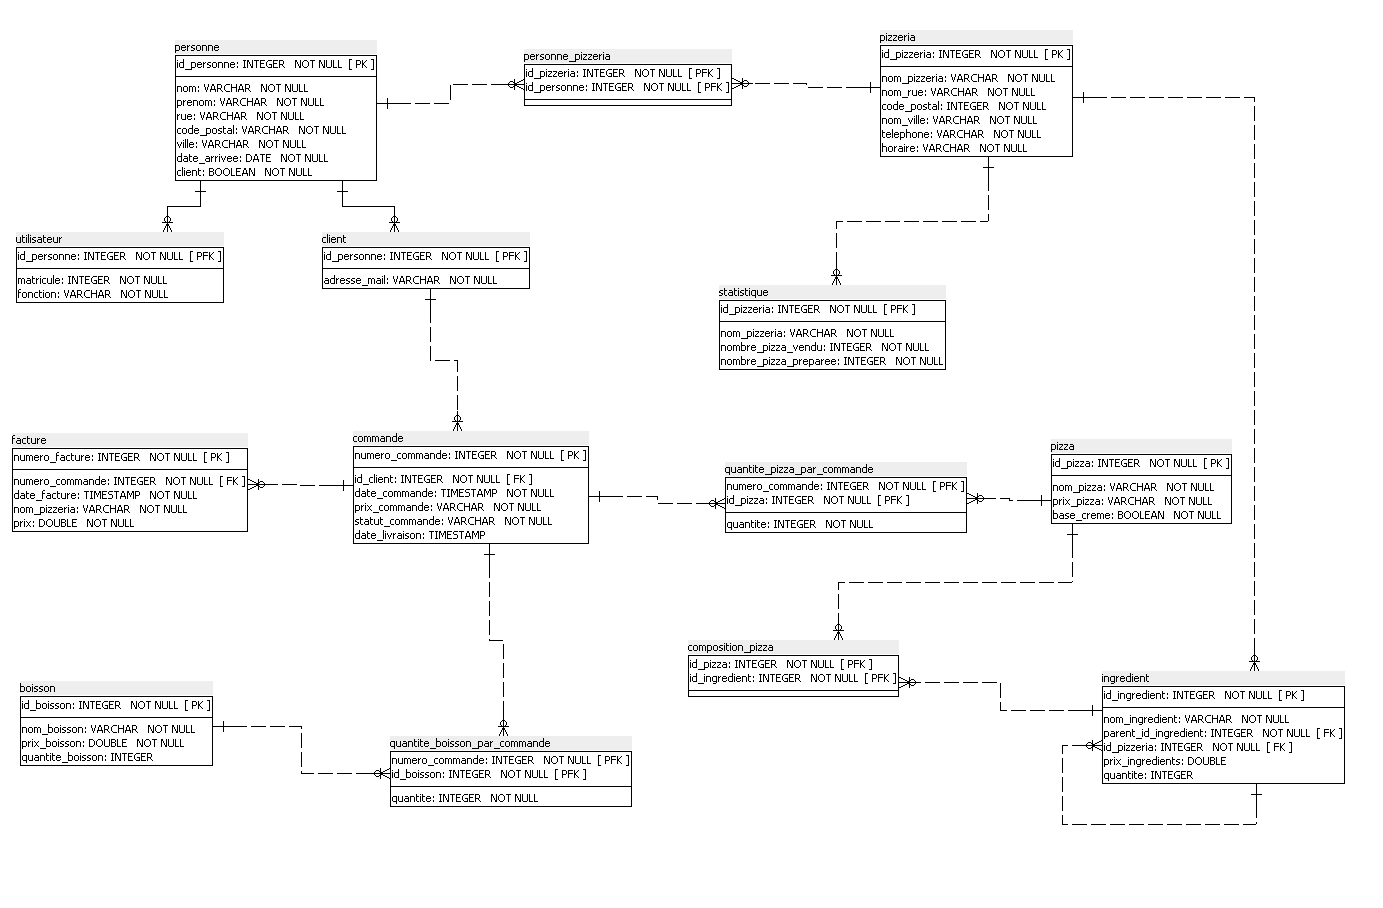 personne
id_personne: INTEGER NOT NULL [ PK ]
nom: VARCHAR NOT NULL
prenom: VARCHAR NOT NULL
rue: VARCHAR NOT NULL
code_postal: VARCHAR NOT NULL
ville: VARCHAR NOT NULL
date_arrivee: DATE NOT NULL
client: BOOLEAN NOT NULL
personne_pizzeria
id_pizzeria: INTEGER NOT NULL [ PFK ]
id_personne: INTEGER NOT NULL [ PFK ]
pizzeria
id_pizzeria: INTEGER NOT NULL [ PK ]
nom_pizzeria: VARCHAR NOT NULL
nom_rue: VARCHAR NOT NULL
code_postal: INTEGER NOT NULL
nom_ville: VARCHAR NOT NULL
telephone: VARCHAR NOT NULL
horaire: VARCHAR NOT NULL
utilisateur
id_personne: INTEGER NOT NULL [ PFK ]
matricule: INTEGER NOT NULL
fonction: VARCHAR NOT NULL
client
id_personne: INTEGER NOT NULL [ PFK ]
adresse_mail: VARCHAR NOT NULL
statistique
id_pizzeria: INTEGER NOT NULL [ PFK ]
nom_pizzeria: VARCHAR NOT NULL
nombre_pizza_vendu: INTEGER NOT NULL
nombre_pizza_preparee: INTEGER NOT NULL
facture
numero_facture: INTEGER NOT NULL [ PK ]
numero_commande: INTEGER NOT NULL [ FK ]
date_facture: TIMESTAMP NOT NULL
nom_pizzeria: VARCHAR NOT NULL
prix: DOUBLE NOT NULL
commande
numero_commande: INTEGER NOT NULL [ PK ]
id_client: INTEGER NOT NULL [ FK ]
date_commande: TIMESTAMP NOT NULL
prix_commande: VARCHAR NOT NULL
statut_commande: VARCHAR NOT NULL
date_livraison: TIMESTAMP
quantite_pizza_par_commande
numero_commande: INTEGER NOT NULL [ PFK ]
id_pizza: INTEGER NOT NULL [ PFK ]
quantite: INTEGER NOT NULL
pizza
id_pizza: INTEGER NOT NULL [ PK ]
nom_pizza: VARCHAR NOT NULL
prix_pizza: VARCHAR NOT NULL
base_creme: BOOLEAN NOT NULL
composition_pizza
id_pizza: INTEGER NOT NULL [ PFK ]
id_ingredient: INTEGER NOT NULL [ PFK ]
boisson
id_boisson: INTEGER NOT NULL [ PK ]
nom_boisson: VARCHAR NOT NULL
prix_boisson: DOUBLE NOT NULL
quantite_boisson: INTEGER
quantite_boisson_par_commande
numero_commande: INTEGER NOT NULL [ PFK ]
id_boisson: INTEGER NOT NULL [ PFK ]
quantite: INTEGER NOT NULL
ingredient
id_ingredient: INTEGER NOT NULL [ PK ]
nom_ingredient: VARCHAR NOT NULL
parent_id_ingredient: INTEGER NOT NULL [ FK ]
id_pizzeria: INTEGER NOT NULL [ FK ]
prix_ingredients: DOUBLE
quantite: INTEGER